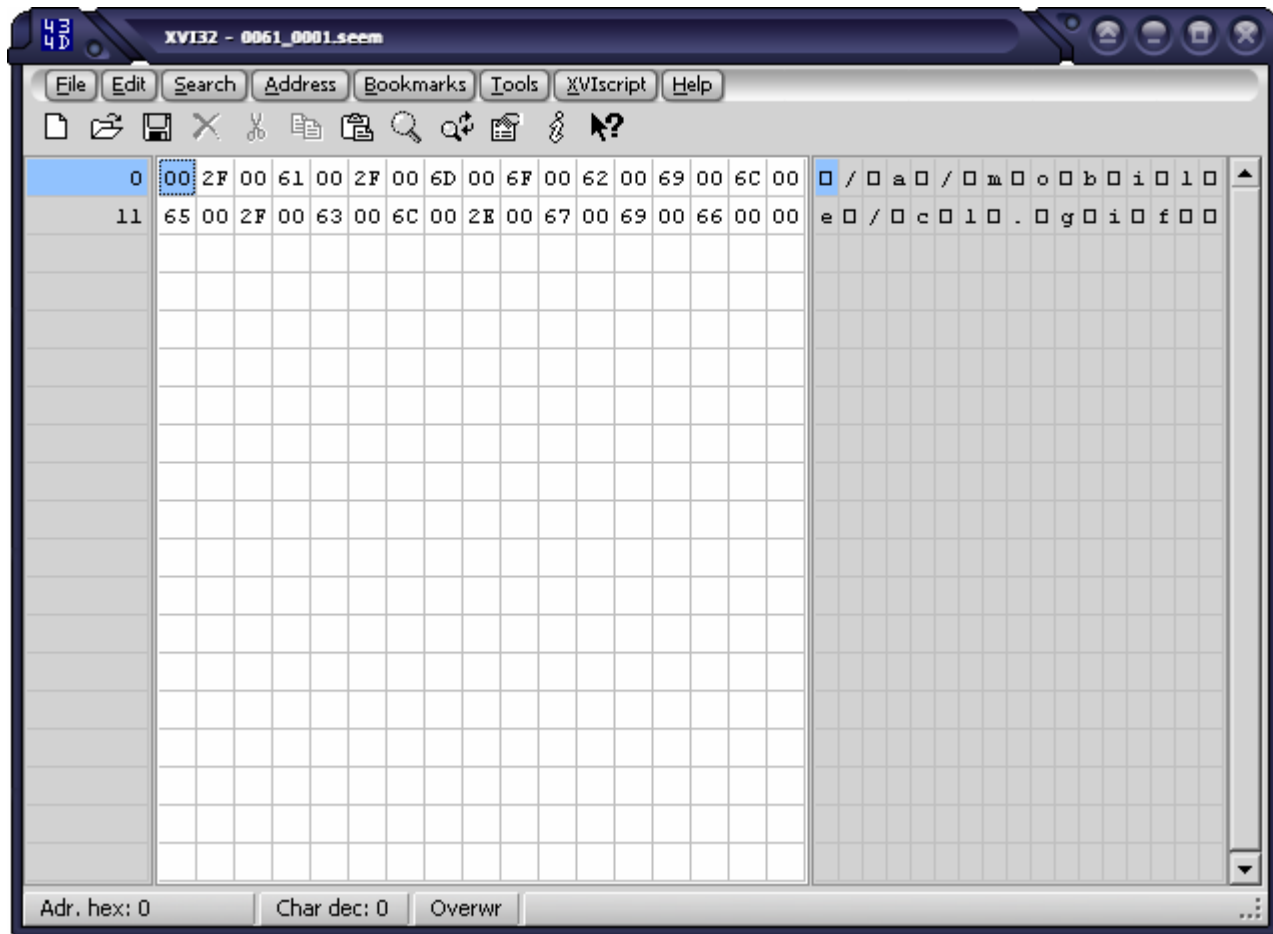 43
4D
XVI32 - 0061_0001.seem
File Edit Search Address Bookmarks Tools XVIscript Help
0 00 2F 00 61 00 2F 00 6D 00 6F 00 62 00 69 00 6C 00 □ / □ a □ / □ m □ o □ b □ i □ l □
11 65 00 2F 00 63 00 6C 00 2E 00 67 00 69 00 66 00 00 e □ / □ c □ l □ . □ g □ i □ f □ □
Adr. hex: 0 Char dec: 0 Overwr